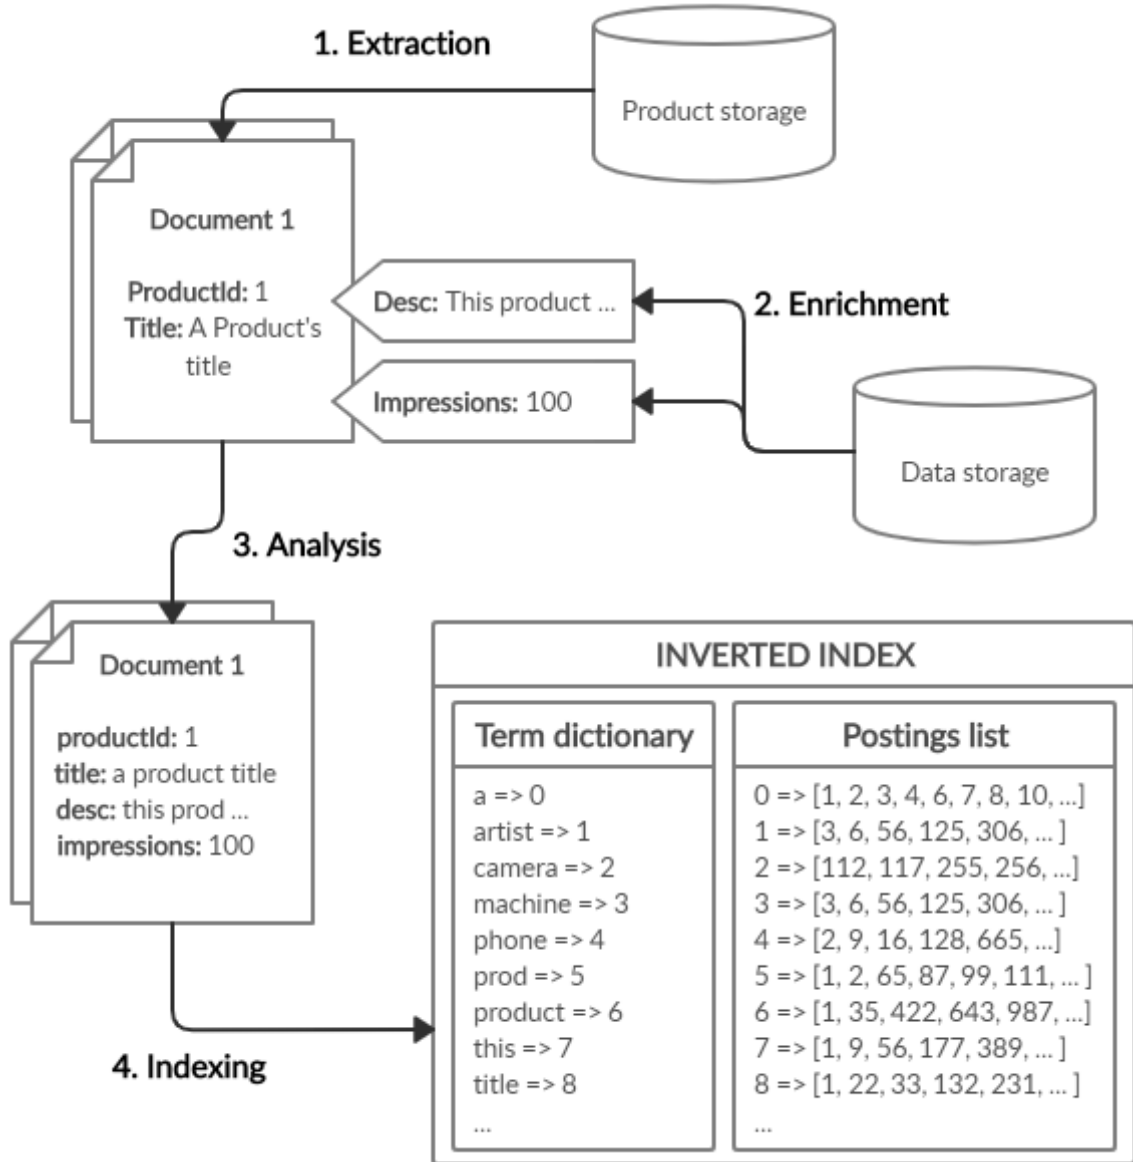 1. Extraction
Product storage
Document 1
ProductId: 1
Title: A Product's
title
Desc: This product ...
Impressions: 100
2. Enrichment
Data storage
3. Analysis
Document 1
productId: 1
title: a product title
desc: this prod ...
impressions: 100
4. Indexing
INVERTED INDEX
Term dictionary
a => 0
artist => 1
camera => 2
machine => 3
phone => 4
prod => 5
product => 6
this => 7
title => 8
...
Postings list
0 => [1, 2, 3, 4, 6, 7, 8, 10, ...]
1 => [3, 6, 56, 125, 306, ... ]
2 => [112, 117, 255, 256, ...]
3 => [3, 6, 56, 125, 306, ... ]
4 => [2, 9, 16, 128, 665, ...]
5 => [1, 2, 65, 87, 99, 111, ... ]
6 => [1, 35, 422, 643, 987, ...]
7 => [1, 9, 56, 177, 389, ... ]
8 => [1, 22, 33, 132, 231, ... ]
...